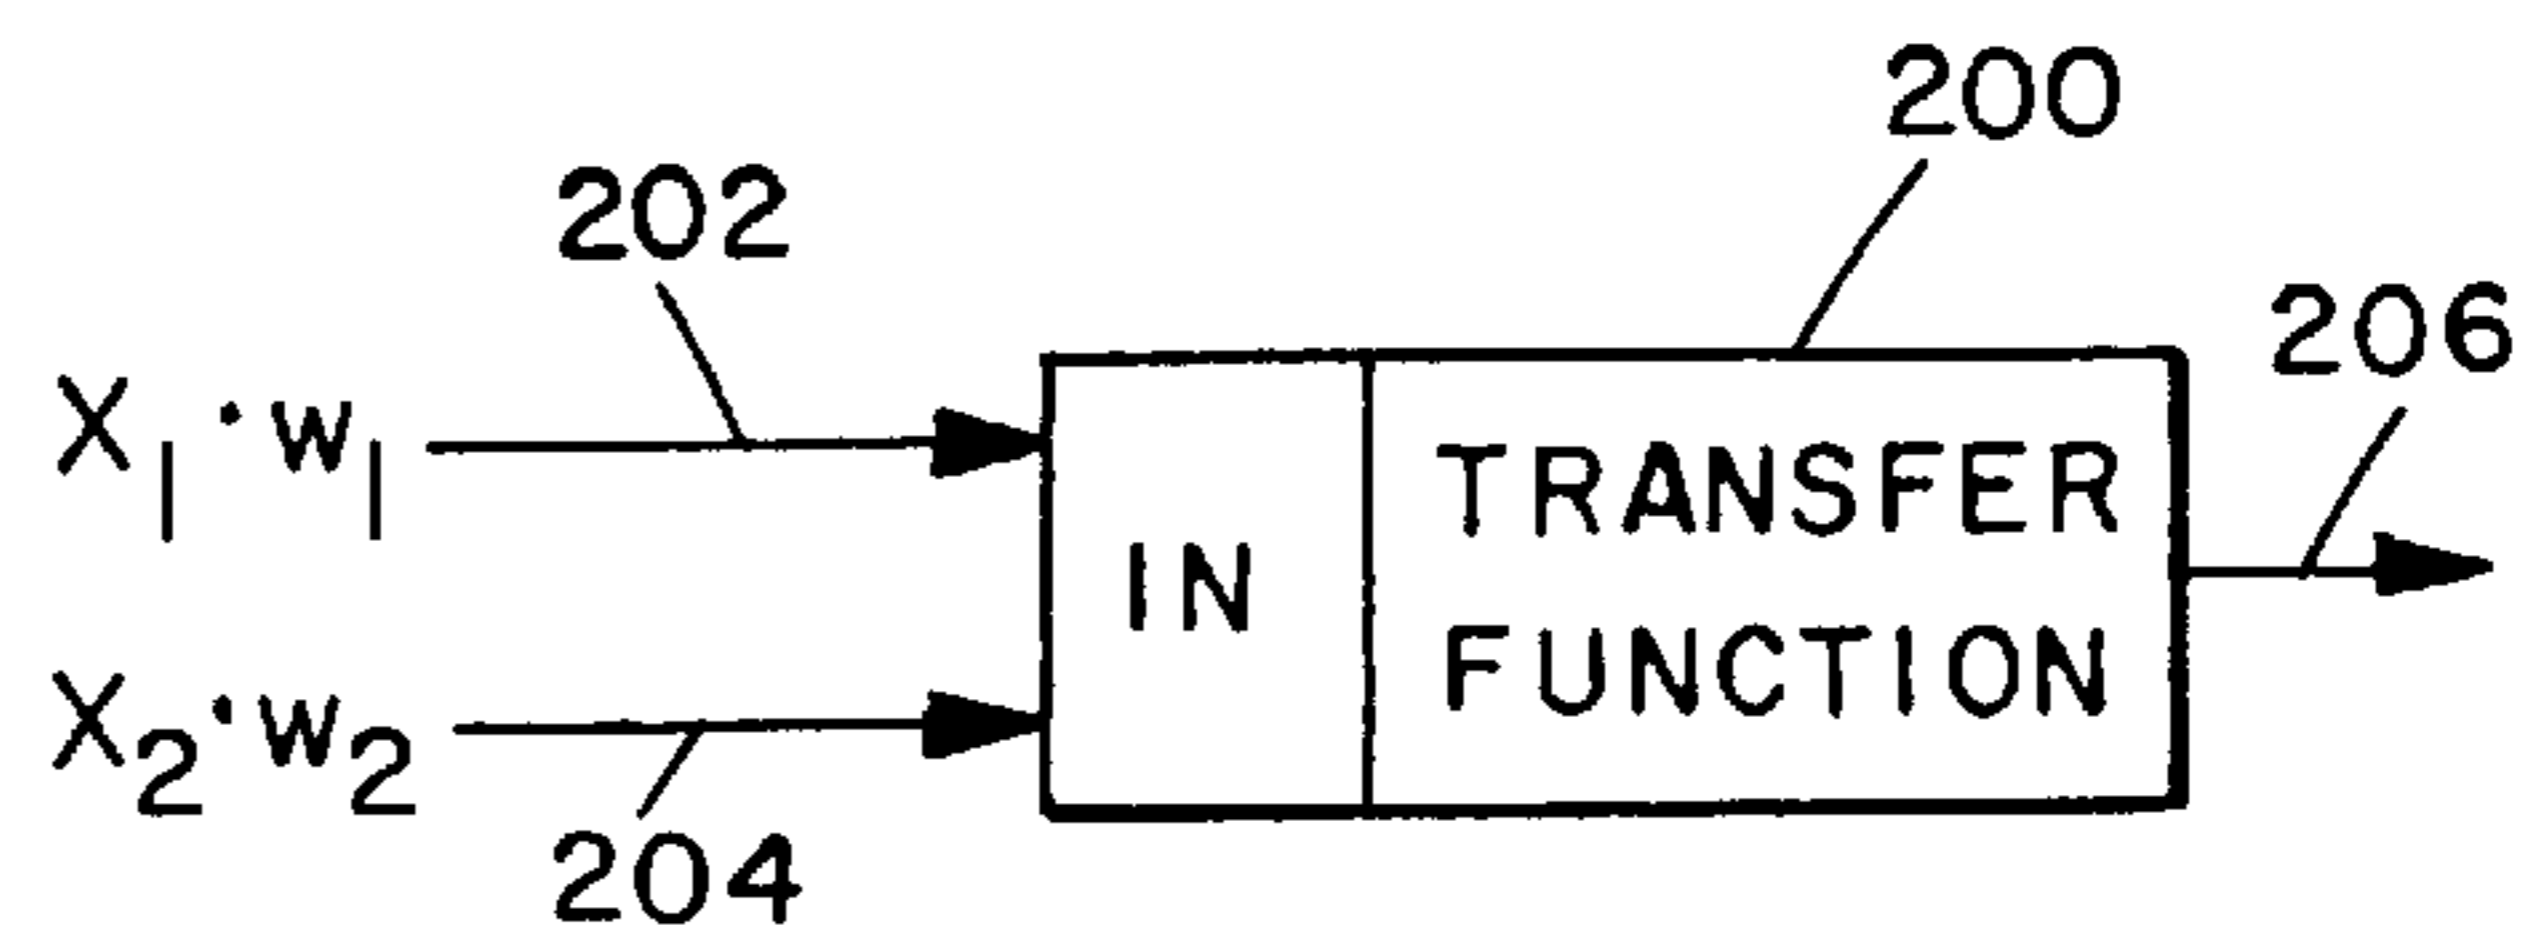 200
202
206
X₁·W₁
TRANSFER
IN
FUNCTION
X₂·W₂
204